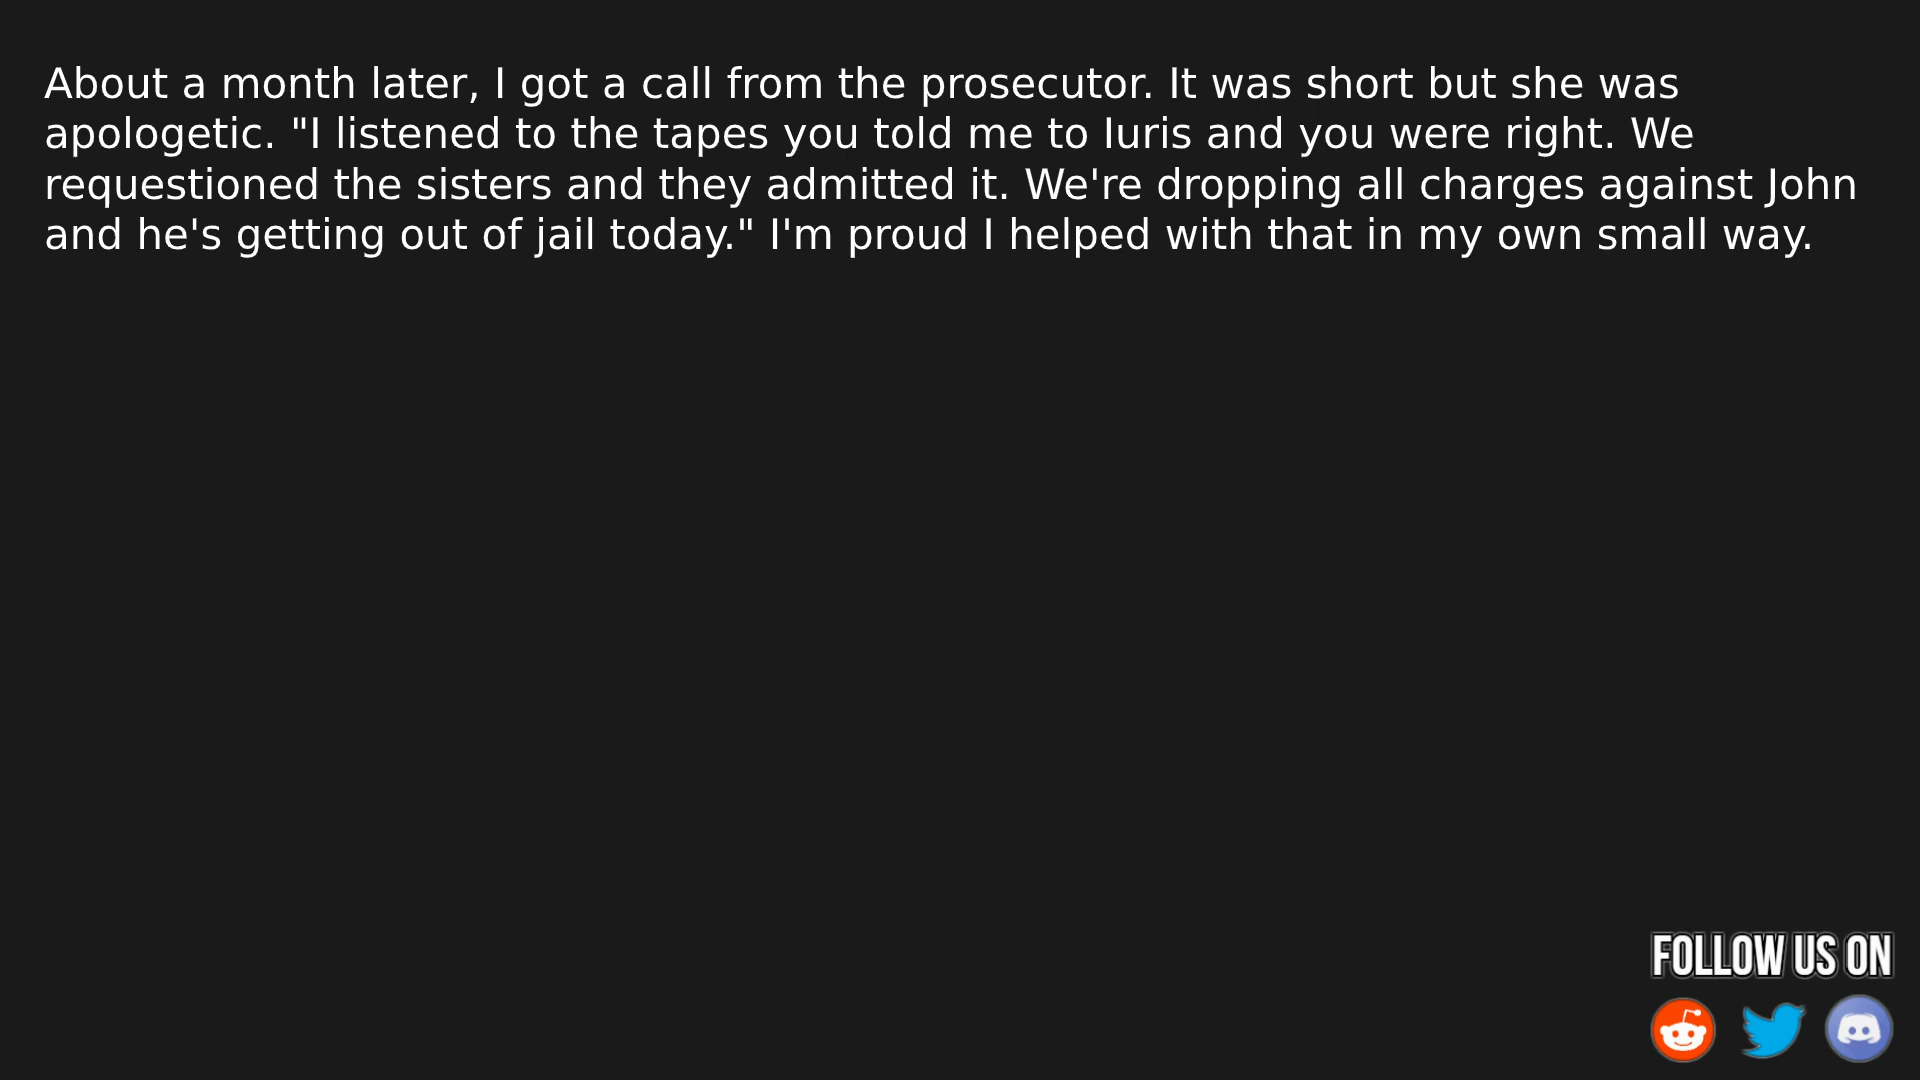 About a month later, I got a call from the prosecutor. It was short but she was
apologetic. "I listened to the tapes you told me to Iuris and you were right. We
requestioned the sisters and they admitted it. We're dropping all charges against John
and he's getting out of jail today." I'm proud I helped with that in my own small way.
FOLLOW US ON